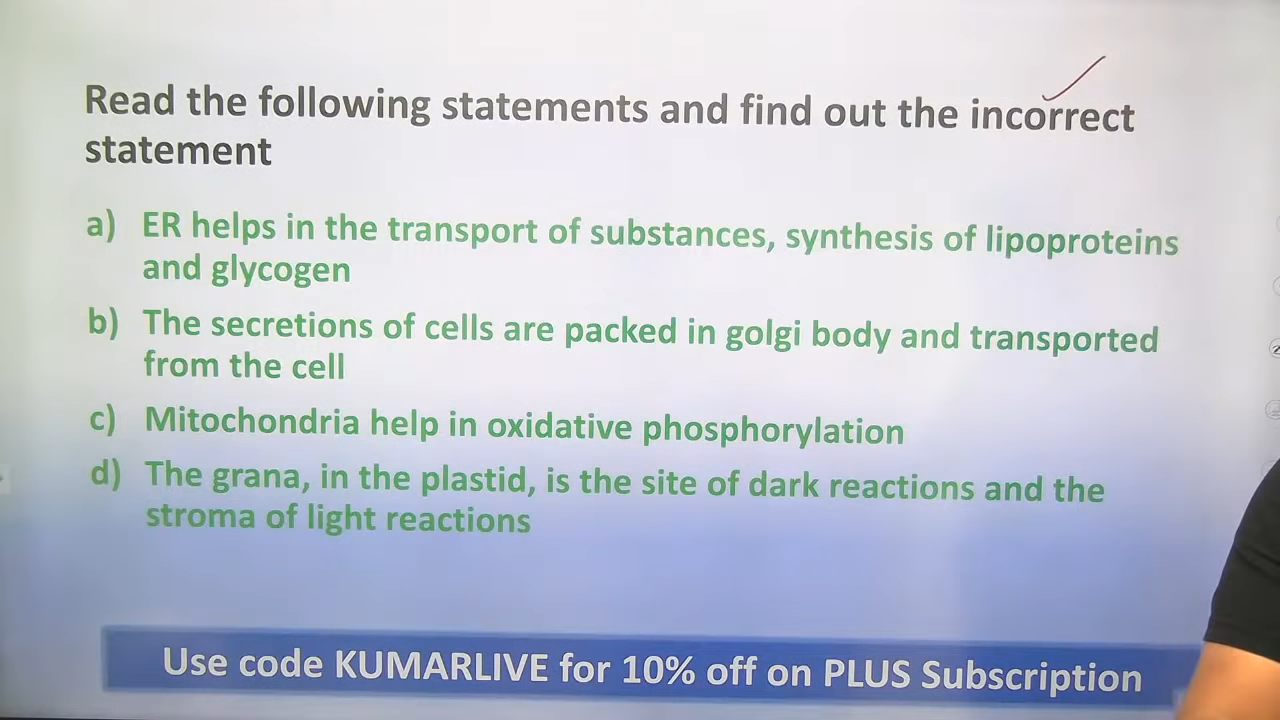 Read the following statements and find out the incorrect
statement
a) ER helps in the transport of substances, synthesis of lipoproteins
and glycogen
b) The secretions of cells are packed in golgi body and transported
from the cell
c) Mitochondria help in oxidative phosphorylation
d) The grana, in the plastid, is the site of dark reactions and the
stroma of light reactions
Use code KUMARLIVE for 10% off on PLUS Subscription